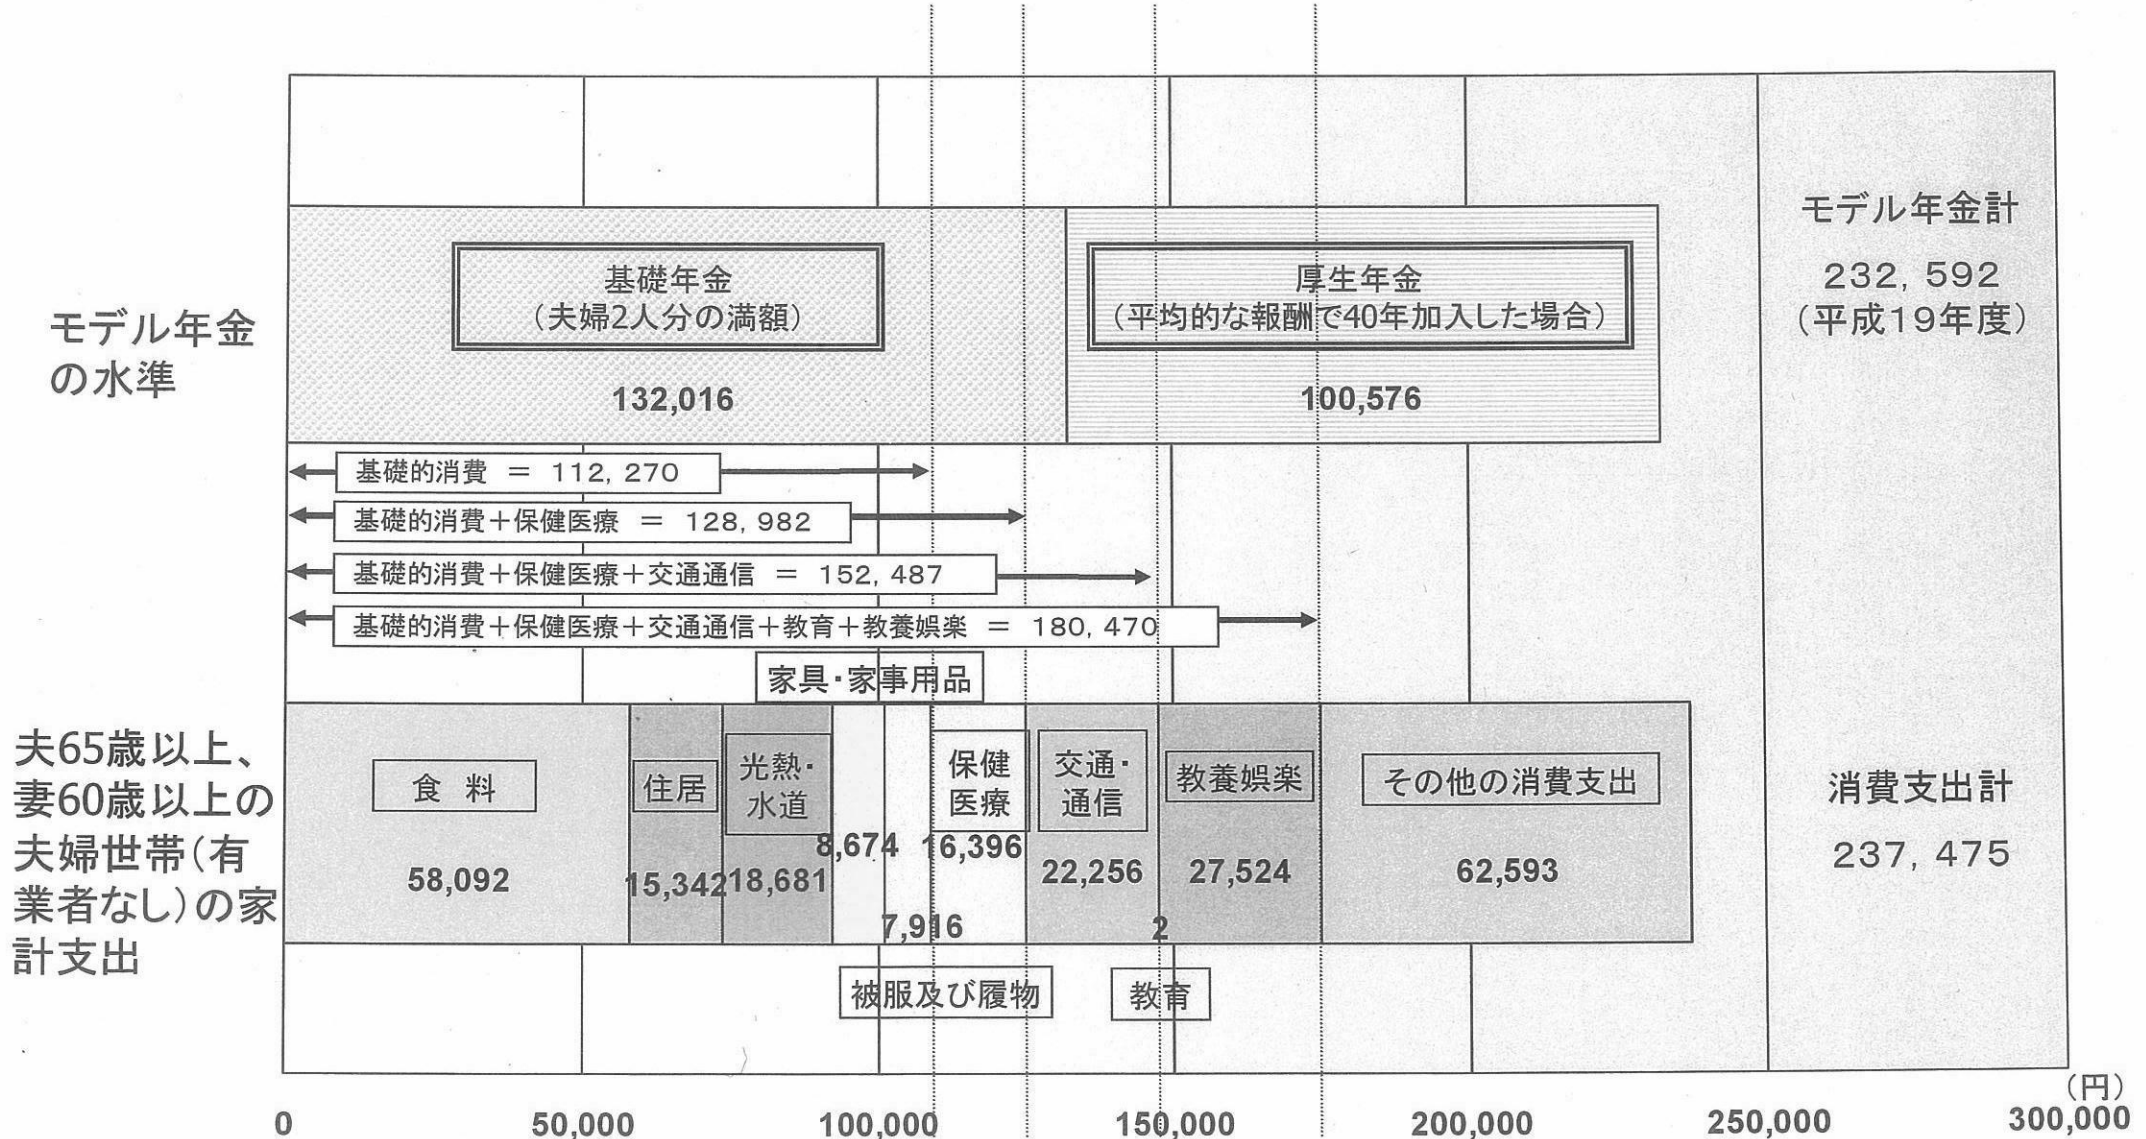 モデル年金
の水準
基礎年金
（夫婦2人分の満額）
132,016
厚生年金
（平均的な報酬で40年加入した場合）
100,576
モデル年金計
２３２，５９２
（平成１９年度）
基礎的消費 ＝ １１２，２７０
基礎的消費＋保健医療 ＝ １２８，９８２
基礎的消費＋保健医療＋交通通信 ＝ １５２，４８７
基礎的消費＋保健医療＋交通通信＋教育＋教養娯楽 ＝ １８０，４７０
家具・家事用品
夫65歳以上、
妻60歳以上の
夫婦世帯（有
業者なし）の家
計支出
食 料
58,092
住居
15,342
光熱・
水道
18,681
8,674
7,916
保健
医療
16,396
交通・
通信
22,256
2
教養娯楽
27,524
その他の消費支出
62,593
消費支出計
２３７，４７５
被服及び履物
教育
（円）
0
50,000
100,000
150,000
200,000
250,000
300,000